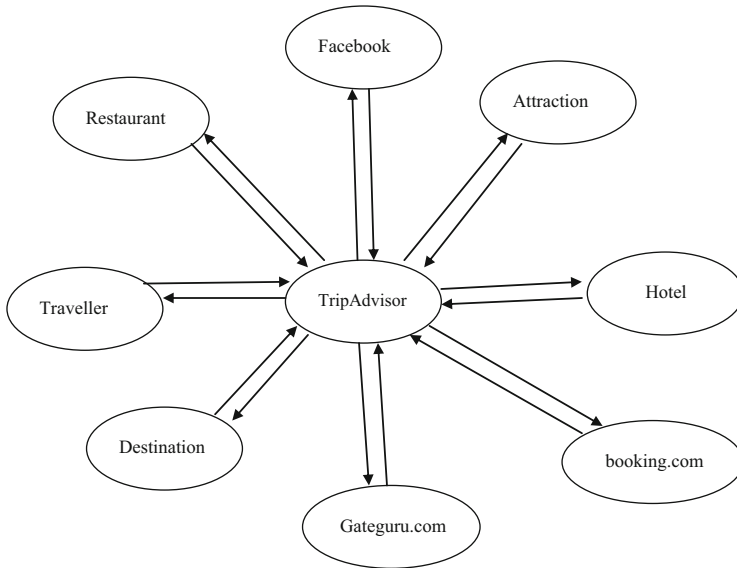 Facebook
Attraction
Restaurant
Hotel
TripAdvisor
Traveller
Destination
booking.com
Gateguru.com